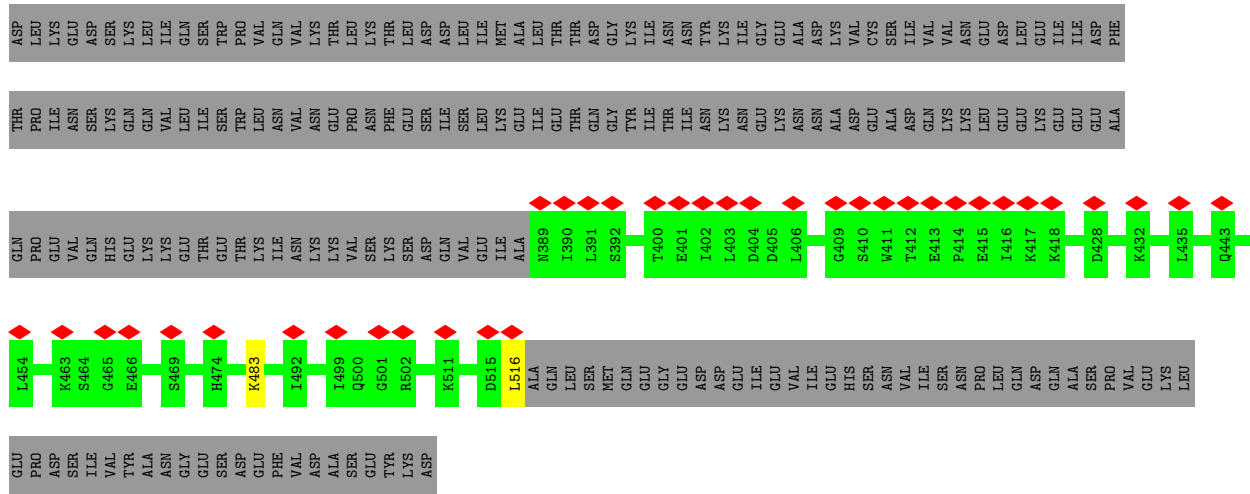 ASP LEU LYS GLU ASP SER LYS LEU ILE GLN SER TRP PRO VAL GLN VAL LYS THR LEU LYS THR LEU ASP ASP LEU ILE MET ALA LEU THR THR ASP GLY LYS ILE ASN ASN TYR LYS ILE GLY GLU ALA ASP LYS VAL CYS SER ILE VAL VAL ASN GLU ASP LEU GLU ILE ILE ASP PHE
THR PRO ILE ASN SER LYS GLN GLN VAL LEU ILE SER TRP LEU ASN VAL ASN GLU PRO ASN PHE GLU SER ILE SER LEU LYS GLU ILE GLU THR GLN GLY TYR ILE THR ILE ASN LYS ASN GLU LYS ASN ASN ALA ASP GLU ALA ASP GLN LYS LYS LEU GLU GLU LYS GLU GLU GLU ALA
GLN PRO GLU VAL GLN HIS GLU LYS LYS GLU THR GLU THR LYS ILE ASN LYS LYS VAL SER LYS SER ASP GLN VAL GLU ILE ALA N389 I390 L391 S392 T400 E401 I402 L403 D404 D405 L406 G409 S410 W411 T412 E413 P414 E415 I416 K417 K418 D428 K432 L435 Q443
L454 K463 S464 G465 E466 S469 H474 K483 I492 I499 Q500 G501 R502 K511 D515 L516 ALA GLN LEU SER MET GLN GLU GLY GLU ASP ASP GLU ILE GLU VAL ILE GLU HIS SER ASN VAL ILE SER ASN PRO LEU GLN ASP GLN ALA SER PRO VAL GLU LYS LEU
GLU PRO ASP SER ILE VAL TYR ALA ASN GLY GLU SER ASP GLU PHE VAL ASP ALA SER GLU TYR LYS ASP